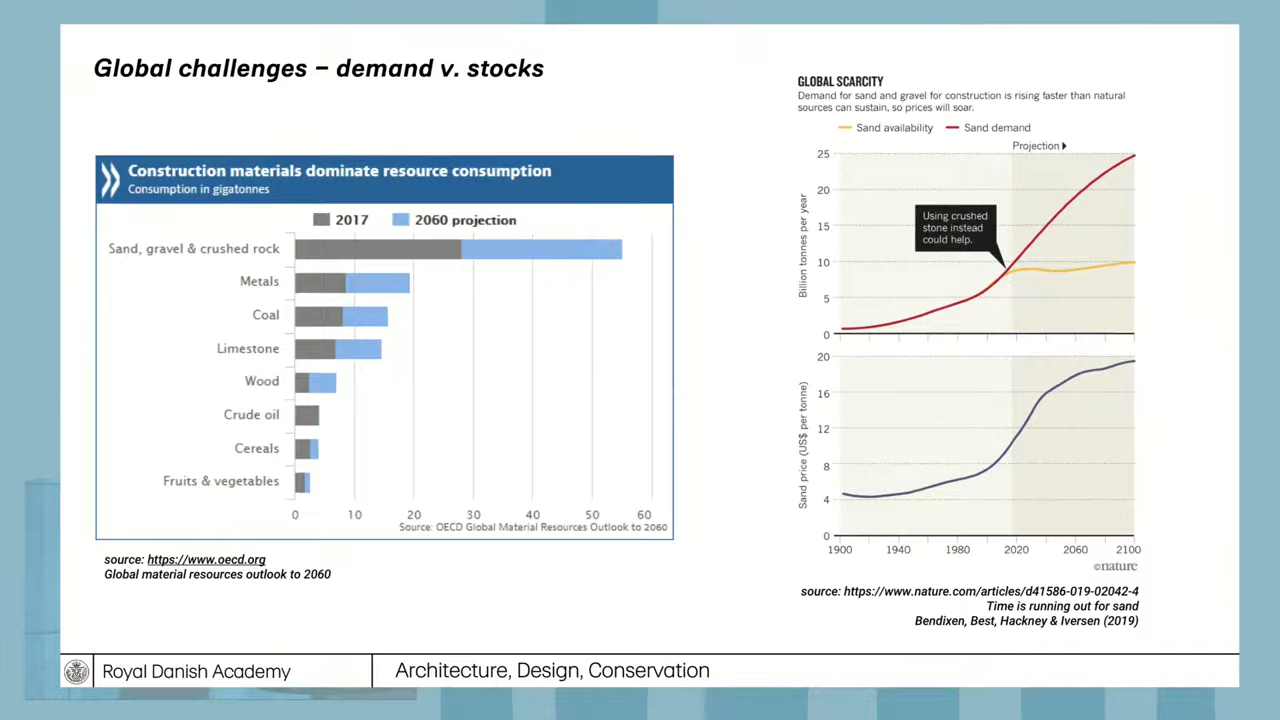 Global challenges – demand v. stocks
Construction materials dominate resource consumption
Consumption in gigatonnes
2017
2060 projection
Sand, gravel & crushed rock
Metals
Coal
Limestone
Wood
Crude oil
Cereals
Fruits & vegetables
0 10 20 30 40 50 60
Source: OECD Global Material Resources Outlook to 2060
source: https://www.oecd.org
Global material resources outlook to 2060
GLOBAL SCARCITY
Demand for sand and gravel for construction is rising faster than natural
sources can sustain, so prices will soar.
Sand availability
Sand demand
Projection
25
20
15
10
5
0
Billion tonnes per year
Using crushed
stone instead
could help.
20
16
12
8
4
0
Sand price (US$ per tonne)
1900 1940 1980 2020 2060 2100
©nature
source: https://www.nature.com/articles/d41586-019-02042-4
Time is running out for sand
Bendixen, Best, Hackney & Iversen (2019)
Royal Danish Academy
Architecture, Design, Conservation